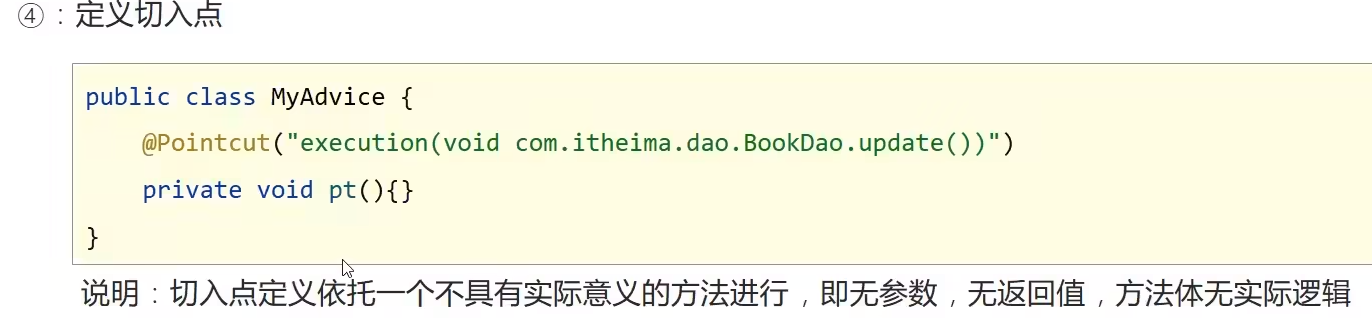 ④：定义切入点
public class MyAdvice {
    @Pointcut("execution(void com.itheima.dao.BookDao.update())")
    private void pt(){}
}
说明：切入点定义依托一个不具有实际意义的方法进行，即无参数，无返回值，方法体无实际逻辑